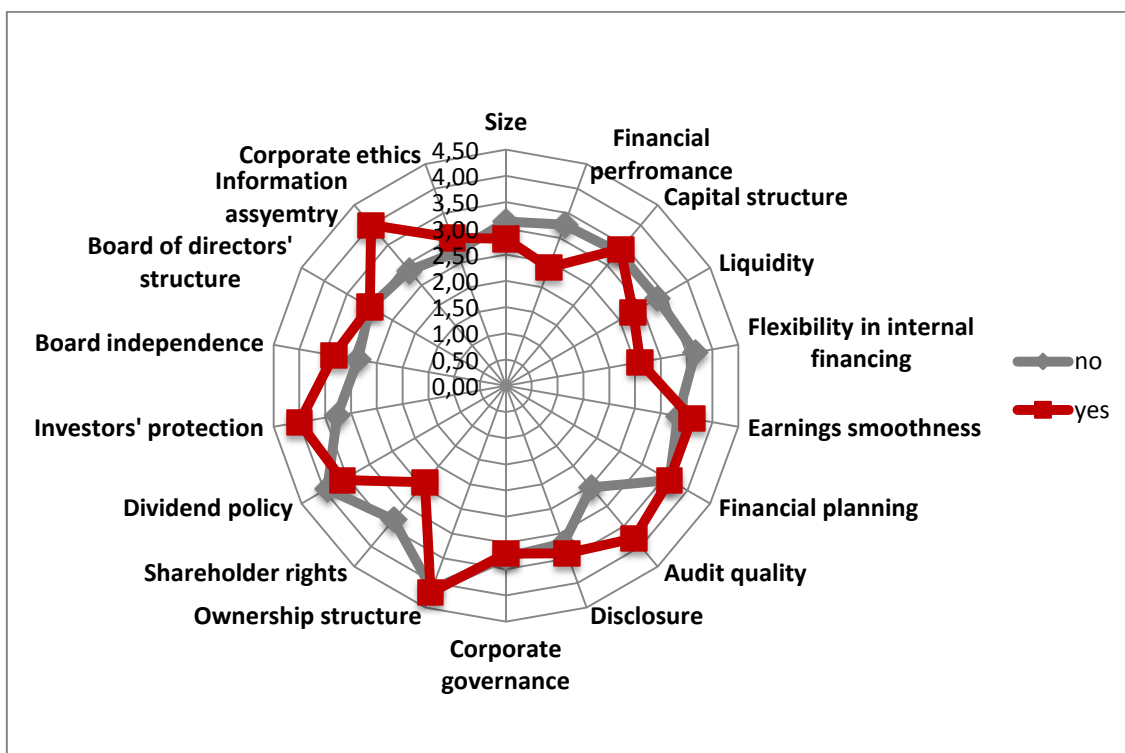 Size
Financial
perfromance
Capital structure
Liquidity
Flexibility in internal
financing
Earnings smoothness
Financial planning
Audit quality
Disclosure
Corporate
governance
Ownership structure
Shareholder rights
Dividend policy
Investors' protection
Board independence
Board of directors'
structure
Information
assyemtry
Corporate ethics
4,50
4,00
3,50
3,00
2,50
2,00
1,50
1,00
0,50
0,00
no
yes